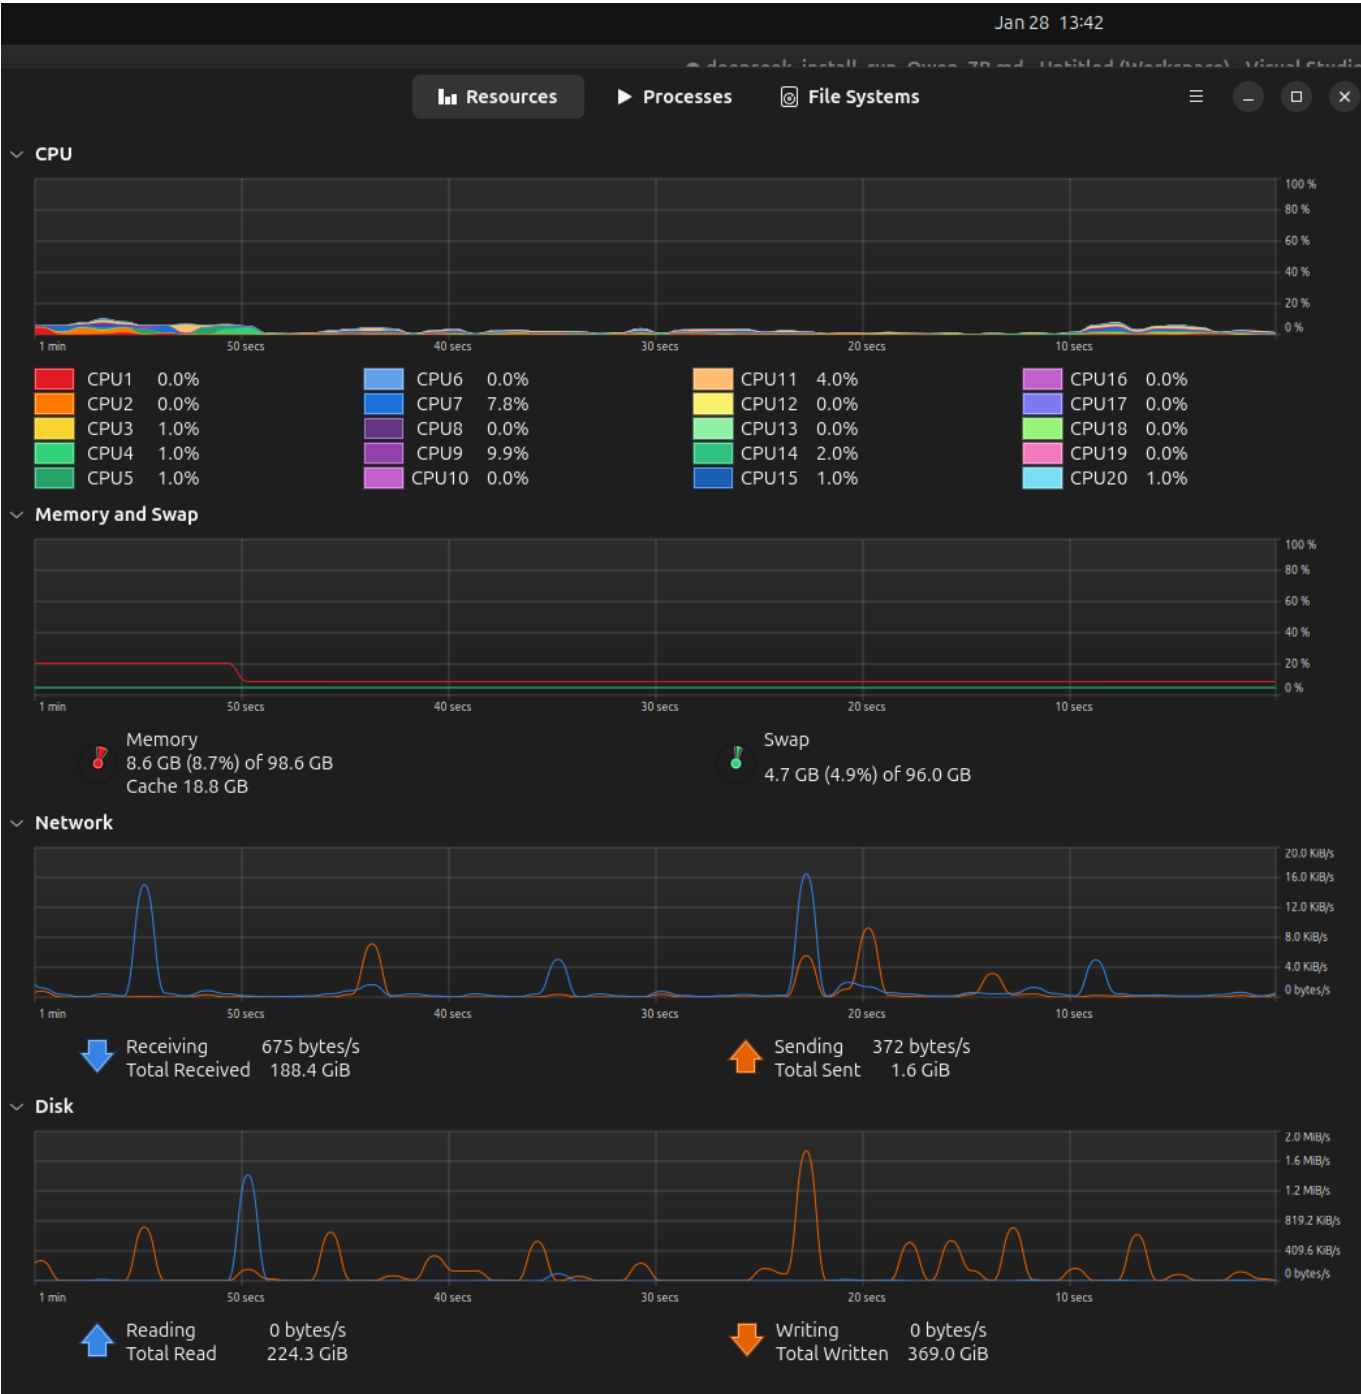 Jan 28 13:42
deepseek_install_run_Qwen_7B.md - Untitled (Workspace) - Visual Studio
Resources Processes File Systems
CPU
100 %
80 %
60 %
40 %
20 %
0 %
1 min 50 secs 40 secs 30 secs 20 secs 10 secs
CPU1 0.0% CPU6 0.0% CPU11 4.0% CPU16 0.0%
CPU2 0.0% CPU7 7.8% CPU12 0.0% CPU17 0.0%
CPU3 1.0% CPU8 0.0% CPU13 0.0% CPU18 0.0%
CPU4 1.0% CPU9 9.9% CPU14 2.0% CPU19 0.0%
CPU5 1.0% CPU10 0.0% CPU15 1.0% CPU20 1.0%
Memory and Swap
100 %
80 %
60 %
40 %
20 %
0 %
1 min 50 secs 40 secs 30 secs 20 secs 10 secs
Memory Swap
8.6 GB (8.7%) of 98.6 GB 4.7 GB (4.9%) of 96.0 GB
Cache 18.8 GB
Network
20.0 KiB/s
16.0 KiB/s
12.0 KiB/s
8.0 KiB/s
4.0 KiB/s
0 bytes/s
1 min 50 secs 40 secs 30 secs 20 secs 10 secs
Receiving 675 bytes/s Sending 372 bytes/s
Total Received 188.4 GiB Total Sent 1.6 GiB
Disk
2.0 MiB/s
1.6 MiB/s
1.2 MiB/s
819.2 KiB/s
409.6 KiB/s
0 bytes/s
1 min 50 secs 40 secs 30 secs 20 secs 10 secs
Reading 0 bytes/s Writing 0 bytes/s
Total Read 224.3 GiB Total Written 369.0 GiB